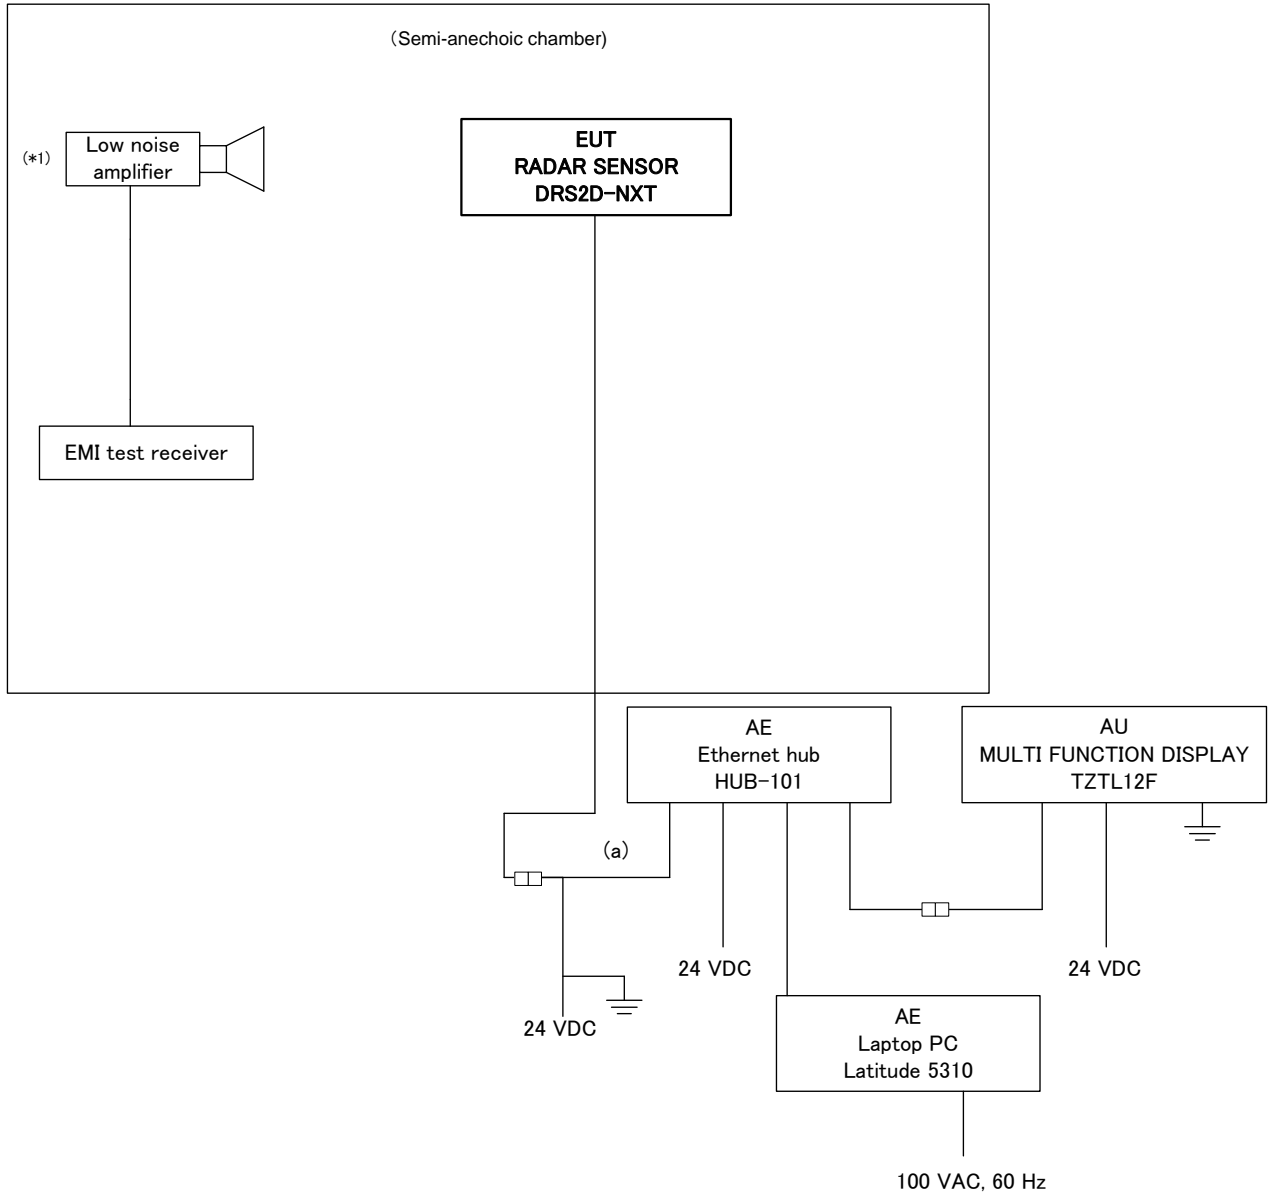 (Semi-anechoic chamber)
(*1)
Low noise
amplifier
EUT
RADAR SENSOR
DRS2D-NXT
EMI test receiver
AE
Ethernet hub
HUB-101
AU
MULTI FUNCTION DISPLAY
TZTL12F
(a)
24 VDC
24 VDC
24 VDC
AE
Laptop PC
Latitude 5310
100 VAC, 60 Hz